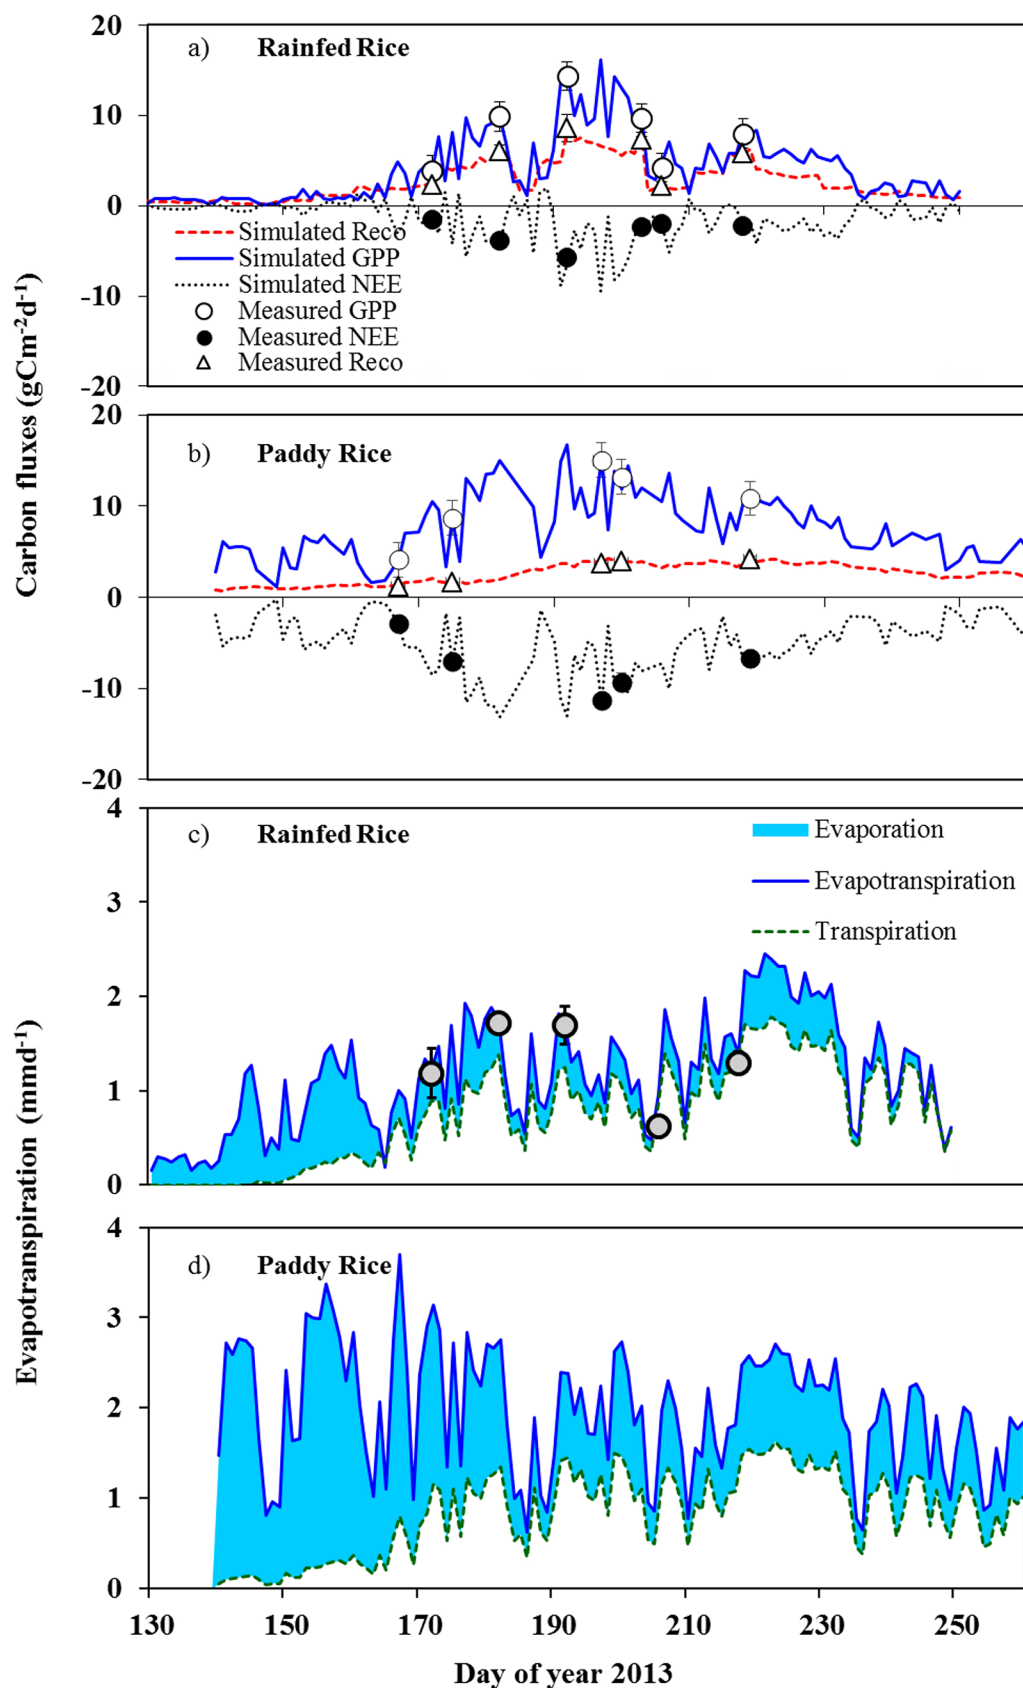 Carbon fluxes (gCm-2d-1)
20
10
0
-10
-20
a) Rainfed Rice
Simulated Reco
Simulated GPP
Simulated NEE
Measured GPP
Measured NEE
Measured Reco
20
10
0
-10
-20
b) Paddy Rice
Evapotranspiration (mmd-1)
4
3
2
1
0
c) Rainfed Rice
Evaporation
Evapotranspiration
Transpiration
4
3
2
1
0
d) Paddy Rice
130 150 170 190 210 230 250
Day of year 2013